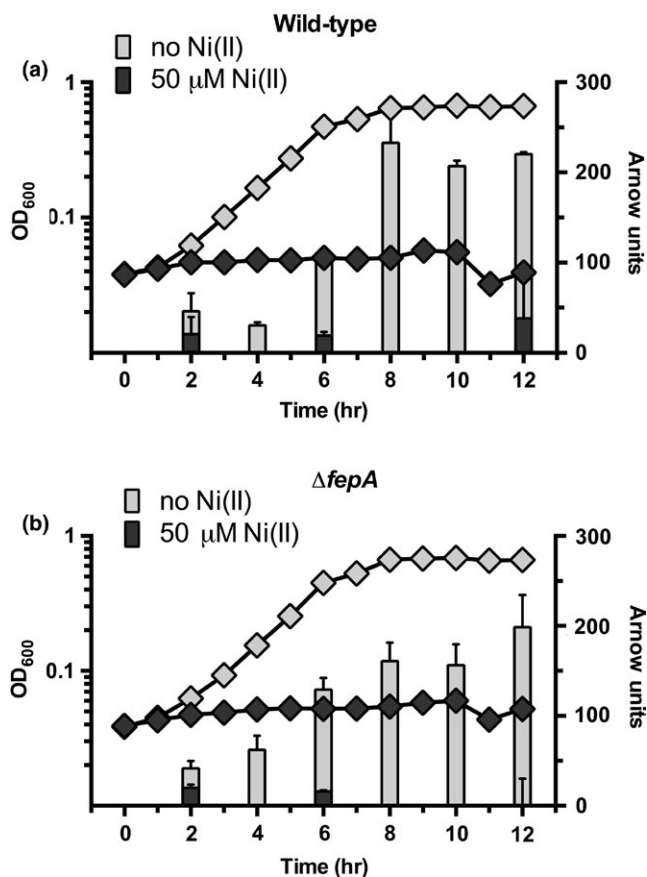 Wild-type
(a)
no Ni(II)
50 μM Ni(II)
1
0.1
OD600
300
200
100
0
Arnow units
0 2 4 6 8 10 12
Time (hr)
ΔfepA
(b)
no Ni(II)
50 μM Ni(II)
1
0.1
OD600
300
200
100
0
Arnow units
0 2 4 6 8 10 12
Time (hr)